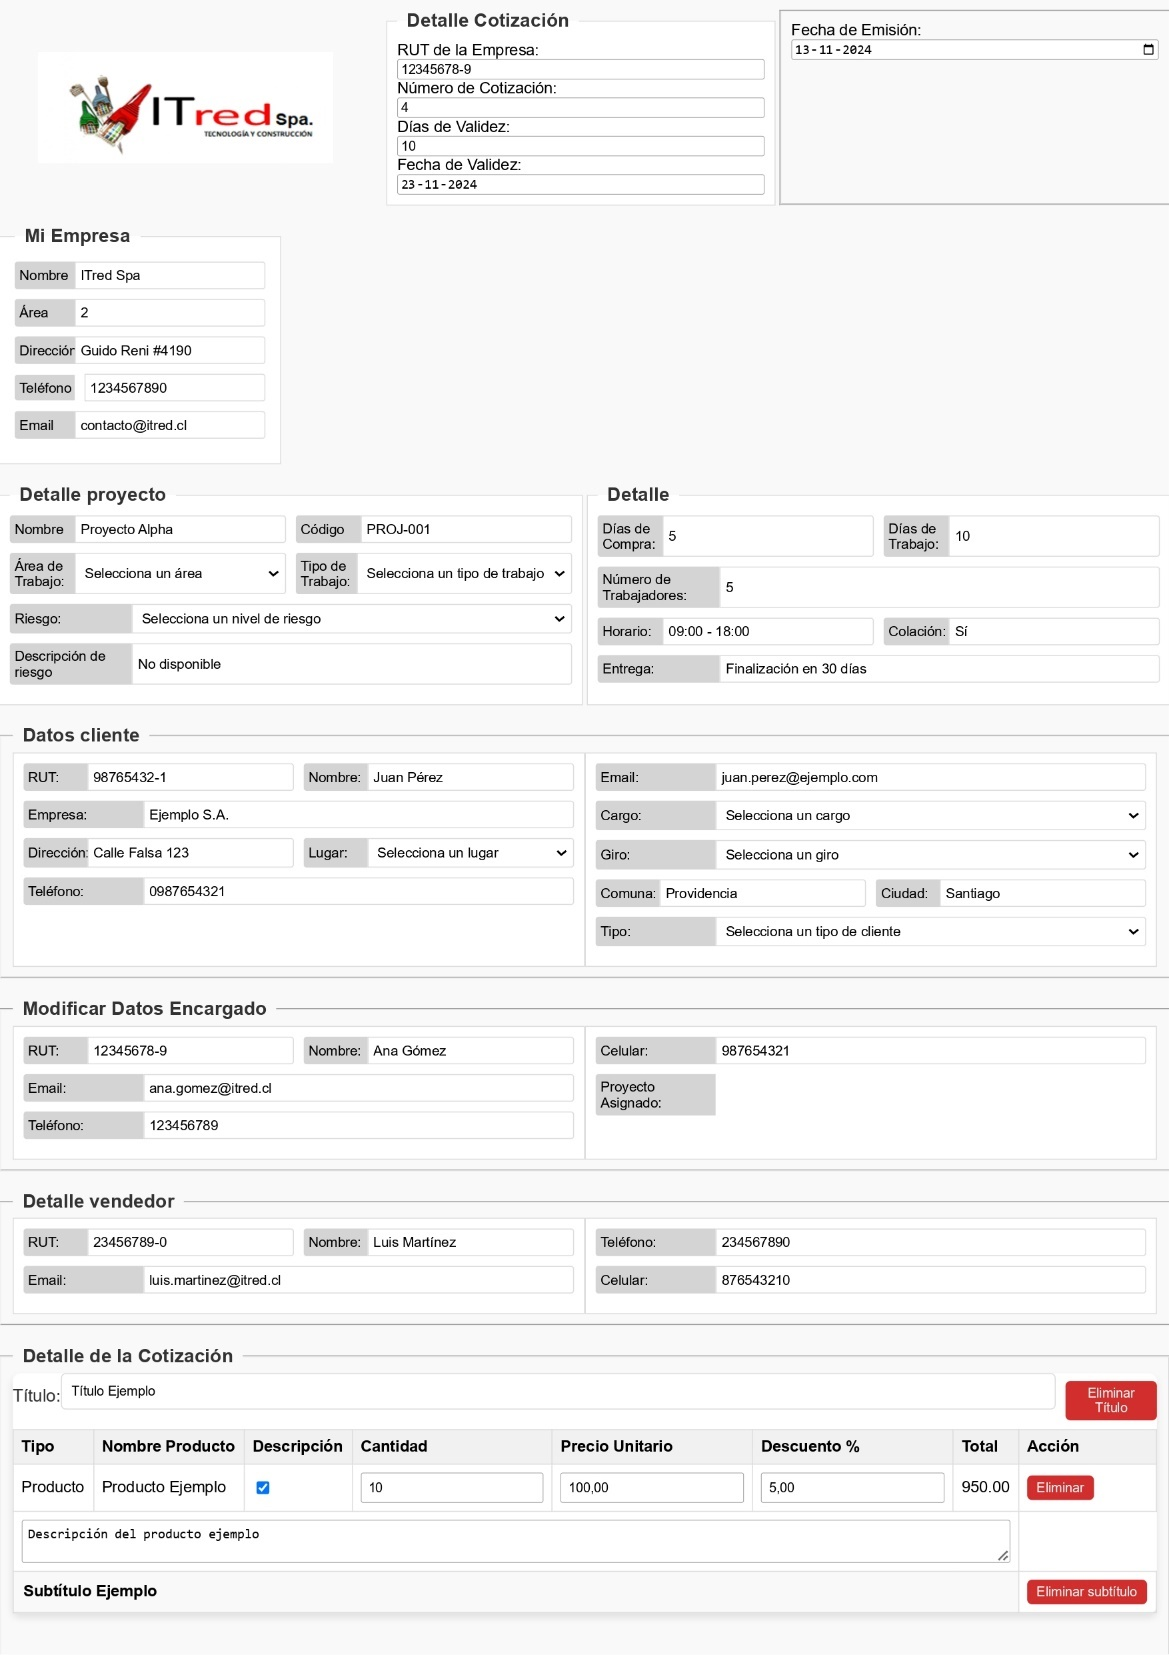 ITred Spa.
TECNOLOGÍA Y CONSTRUCCIÓN
Detalle Cotización
RUT de la Empresa:
12345678-9
Número de Cotización:
4
Días de Validez:
10
Fecha de Validez:
23-11-2024
Fecha de Emisión:
13-11-2024
Mi Empresa
Nombre ITred Spa
Área 2
Dirección Guido Reni #4190
Teléfono 1234567890
Email contacto@itred.cl
Detalle proyecto
Nombre Proyecto Alpha Código PROJ-001
Área de Trabajo: Selecciona un área Tipo de Trabajo: Selecciona un tipo de trabajo
Riesgo: Selecciona un nivel de riesgo
Descripción de riesgo No disponible
Detalle
Días de Compra: 5 Días de Trabajo: 10
Número de Trabajadores: 5
Horario: 09:00 - 18:00 Colación: Sí
Entrega: Finalización en 30 días
Datos cliente
RUT: 98765432-1 Nombre: Juan Pérez
Empresa: Ejemplo S.A.
Dirección: Calle Falsa 123 Lugar: Selecciona un lugar
Teléfono: 0987654321
Email: juan.perez@ejemplo.com
Cargo: Selecciona un cargo
Giro: Selecciona un giro
Comuna: Providencia Ciudad: Santiago
Tipo: Selecciona un tipo de cliente
Modificar Datos Encargado
RUT: 12345678-9 Nombre: Ana Gómez
Email: ana.gomez@itred.cl
Teléfono: 123456789
Celular: 987654321
Proyecto Asignado:
Detalle vendedor
RUT: 23456789-0 Nombre: Luis Martínez
Email: luis.martinez@itred.cl
Teléfono: 234567890
Celular: 876543210
Detalle de la Cotización
Título: Título Ejemplo Eliminar Título
Tipo Nombre Producto Descripción Cantidad Precio Unitario Descuento % Total Acción
Producto Producto Ejemplo 10 100,00 5,00 950.00 Eliminar
Descripción del producto ejemplo
Subtítulo Ejemplo Eliminar subtítulo